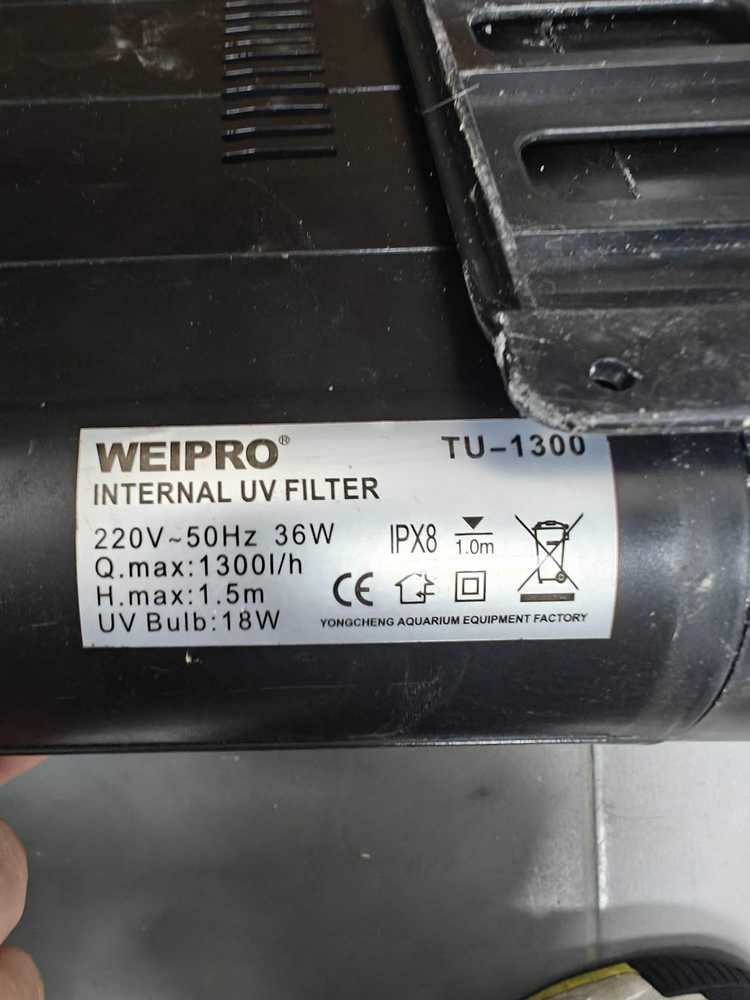 WEIPRO® TU-1300
INTERNAL UV FILTER
220V~50Hz 36W IPX8 1.0m
Q.max:1300l/h
H.max:1.5m CE
UV Bulb:18W YONGCHENG AQUARIUM EQUIPMENT FACTORY